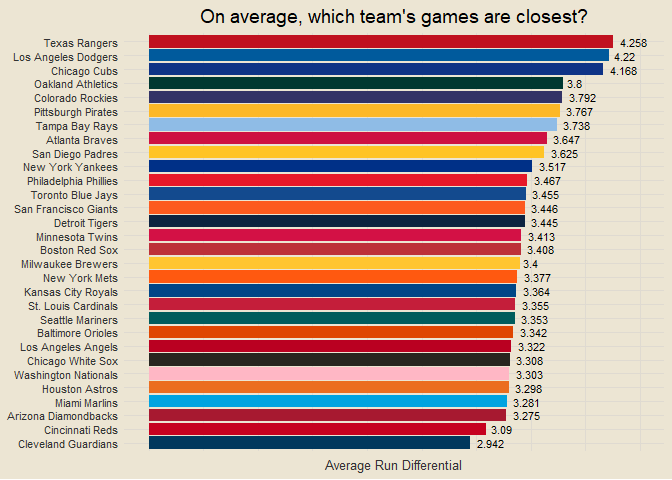 On average, which team's games are closest?
Texas Rangers 4.258
Los Angeles Dodgers 4.22
Chicago Cubs 4.168
Oakland Athletics 3.8
Colorado Rockies 3.792
Pittsburgh Pirates 3.767
Tampa Bay Rays 3.738
Atlanta Braves 3.647
San Diego Padres 3.625
New York Yankees 3.517
Philadelphia Phillies 3.467
Toronto Blue Jays 3.455
San Francisco Giants 3.446
Detroit Tigers 3.445
Minnesota Twins 3.413
Boston Red Sox 3.408
Milwaukee Brewers 3.4
New York Mets 3.377
Kansas City Royals 3.364
St. Louis Cardinals 3.355
Seattle Mariners 3.353
Baltimore Orioles 3.342
Los Angeles Angels 3.322
Chicago White Sox 3.308
Washington Nationals 3.303
Houston Astros 3.298
Miami Marlins 3.281
Arizona Diamondbacks 3.275
Cincinnati Reds 3.09
Cleveland Guardians 2.942
Average Run Differential